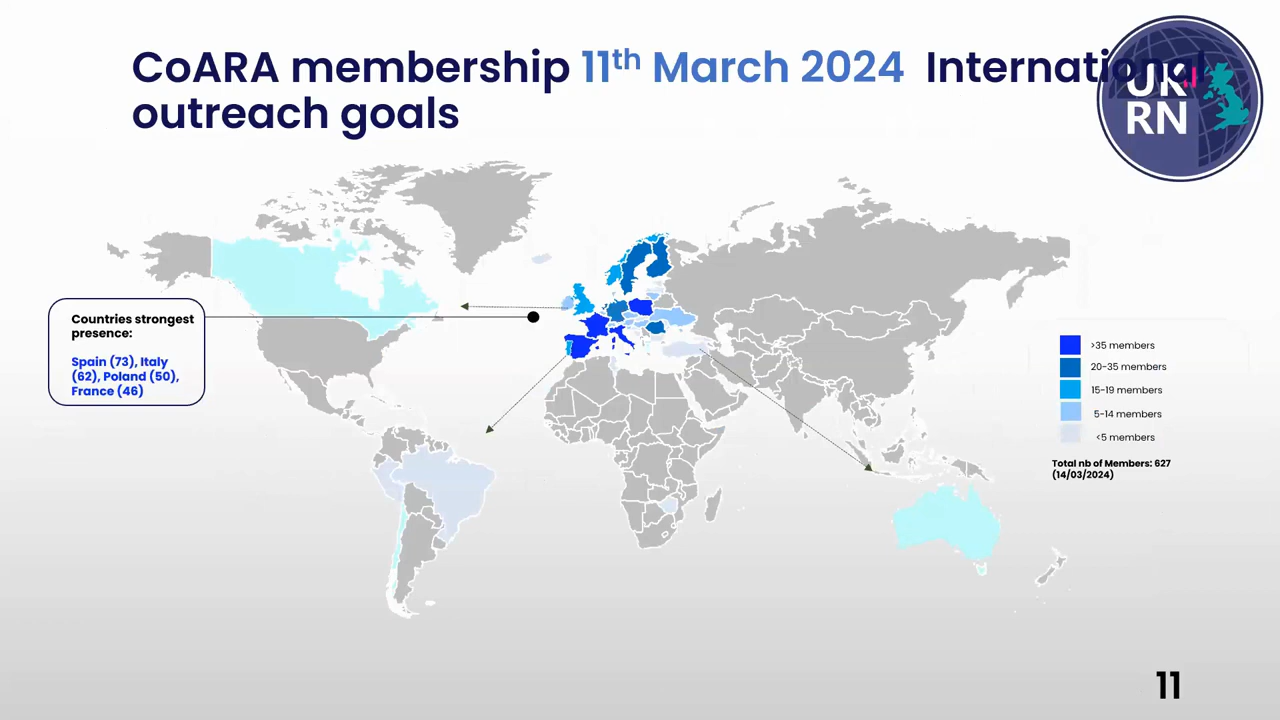 CoARA membership 11th March 2024 International
outreach goals
UK
RN
Countries strongest
presence:
Spain (73), Italy
(62), Poland (50),
France (46)
>35 members
20-35 members
15-19 members
5-14 members
<5 members
Total nb of Members: 627
(14/03/2024)
11